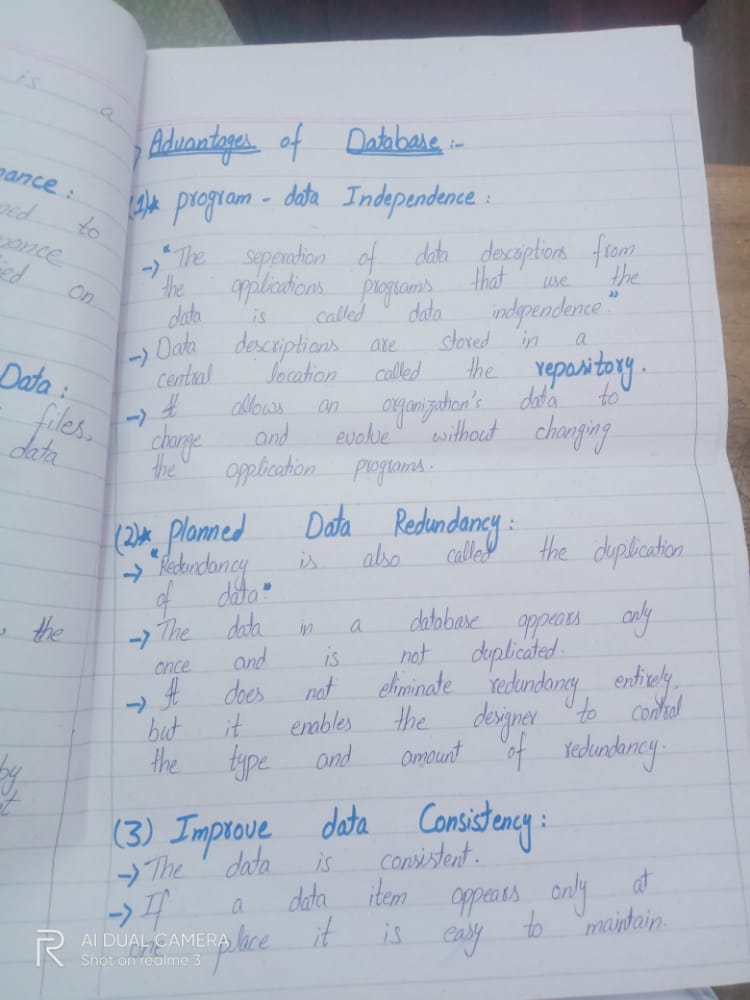 is a
ance:
ned to
mance
ied on
Data:
files,
data
, the
by
t
Advantages of Database:-
(1)* program - data Independence:
→ "The seperation of data descriptions from
the applications programs that use the
data is called data independence."
→ Data descriptions are stored in a
central location called the repository.
→ It allows an organization's data to
change and evolve without changing
the application programs.
(2)* Planned Data Redundancy:
→ "Redundancy is also called the duplication
of data."
→ The data in a database appears only
once and is not duplicated.
→ It does not eliminate redundancy entirely,
but it enables the designer to control
the type and amount of redundancy.
(3) Improve data Consistency:
→ The data is consistent.
→ If a data item appears only at
one place it is easy to maintain.
R AI DUAL CAMERA
Shot on realme 3